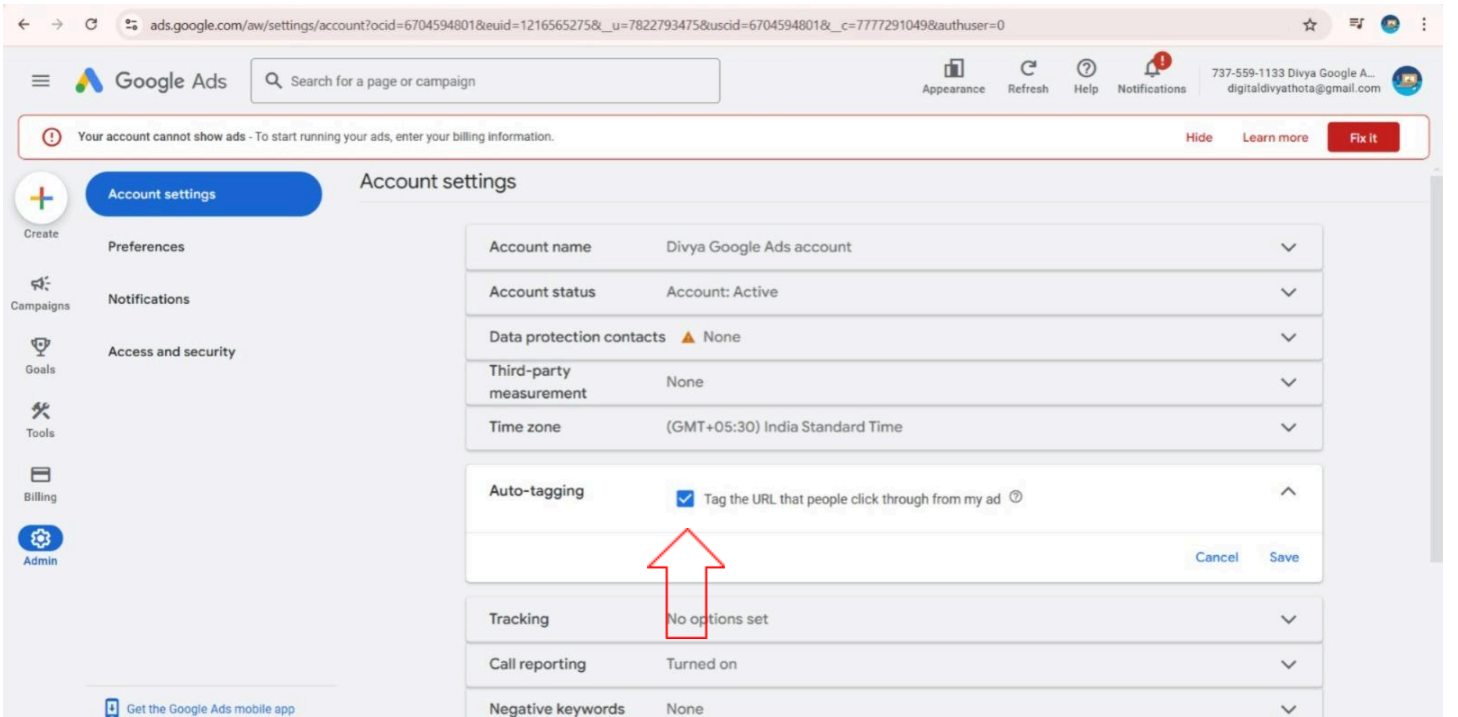 ads.google.com/aw/settings/account?ocid=6704594801&euid=1216565275&__u=7822793475&uscid=6704594801&__c=7777291049&authuser=0
Google Ads
Search for a page or campaign
Appearance
Refresh
Help
Notifications
737-559-1133 Divya Google A...
digitaldivyathota@gmail.com
Your account cannot show ads - To start running your ads, enter your billing information.
Hide
Learn more
Fix it
Create
Campaigns
Goals
Tools
Billing
Admin
Account settings
Preferences
Notifications
Access and security
Get the Google Ads mobile app
Account settings
Account name Divya Google Ads account
Account status Account: Active
Data protection contacts None
Third-party
measurement None
Time zone (GMT+05:30) India Standard Time
Auto-tagging Tag the URL that people click through from my ad
Cancel Save
Tracking No options set
Call reporting Turned on
Negative keywords None